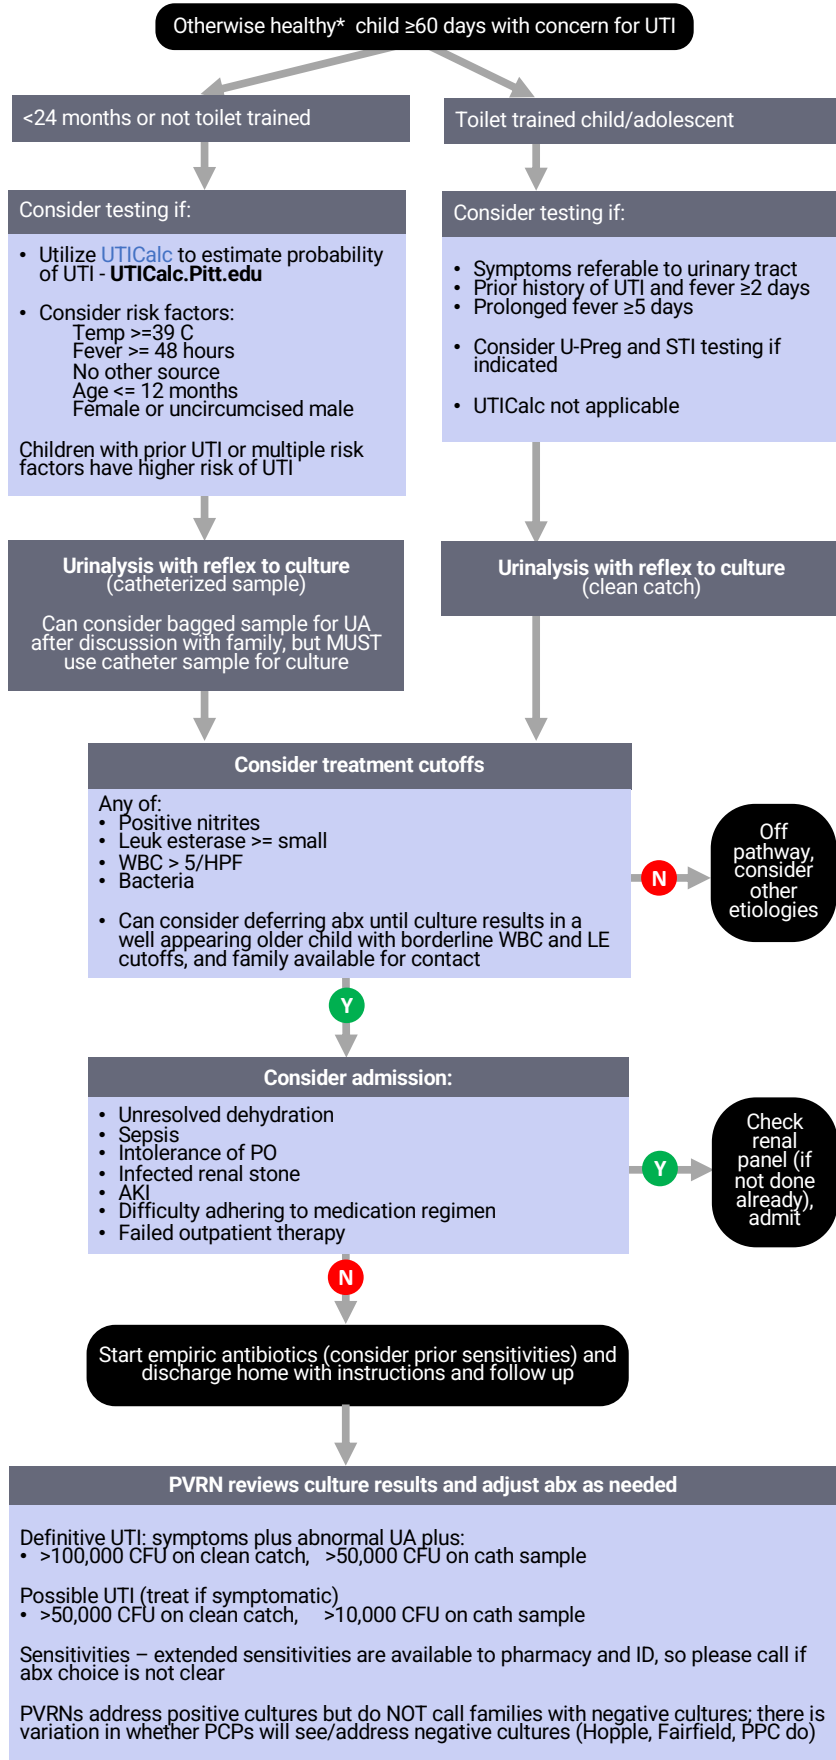 Otherwise healthy* child ≥60 days with concern for UTI
<24 months or not toilet trained
Consider testing if:
• Utilize UTICalc to estimate probability
of UTI - UTICalc.Pitt.edu
• Consider risk factors:
Temp >=39 C
Fever >= 48 hours
No other source
Age <= 12 months
Female or uncircumcised male
Children with prior UTI or multiple risk
factors have higher risk of UTI
Urinalysis with reflex to culture
(catheterized sample)
Can consider bagged sample for UA
after discussion with family, but MUST
use catheter sample for culture
Toilet trained child/adolescent
Consider testing if:
• Symptoms referable to urinary tract
• Prior history of UTI and fever ≥2 days
• Prolonged fever ≥5 days
• Consider U-Preg and STI testing if
indicated
• UTICalc not applicable
Urinalysis with reflex to culture
(clean catch)
Consider treatment cutoffs
Any of:
• Positive nitrites
• Leuk esterase >= small
• WBC > 5/HPF
• Bacteria
• Can consider deferring abx until culture results in a
well appearing older child with borderline WBC and LE
cutoffs, and family available for contact
N
Off
pathway,
consider
other
etiologies
Y
Consider admission:
• Unresolved dehydration
• Sepsis
• Intolerance of PO
• Infected renal stone
• AKI
• Difficulty adhering to medication regimen
• Failed outpatient therapy
Y
Check
renal
panel (if
not done
already),
admit
N
Start empiric antibiotics (consider prior sensitivities) and
discharge home with instructions and follow up
PVRN reviews culture results and adjust abx as needed
Definitive UTI: symptoms plus abnormal UA plus:
• >100,000 CFU on clean catch, >50,000 CFU on cath sample
Possible UTI (treat if symptomatic)
• >50,000 CFU on clean catch, >10,000 CFU on cath sample
Sensitivities – extended sensitivities are available to pharmacy and ID, so please call if
abx choice is not clear
PVRNs address positive cultures but do NOT call families with negative cultures; there is
variation in whether PCPs will see/address negative cultures (Hopple, Fairfield, PPC do)